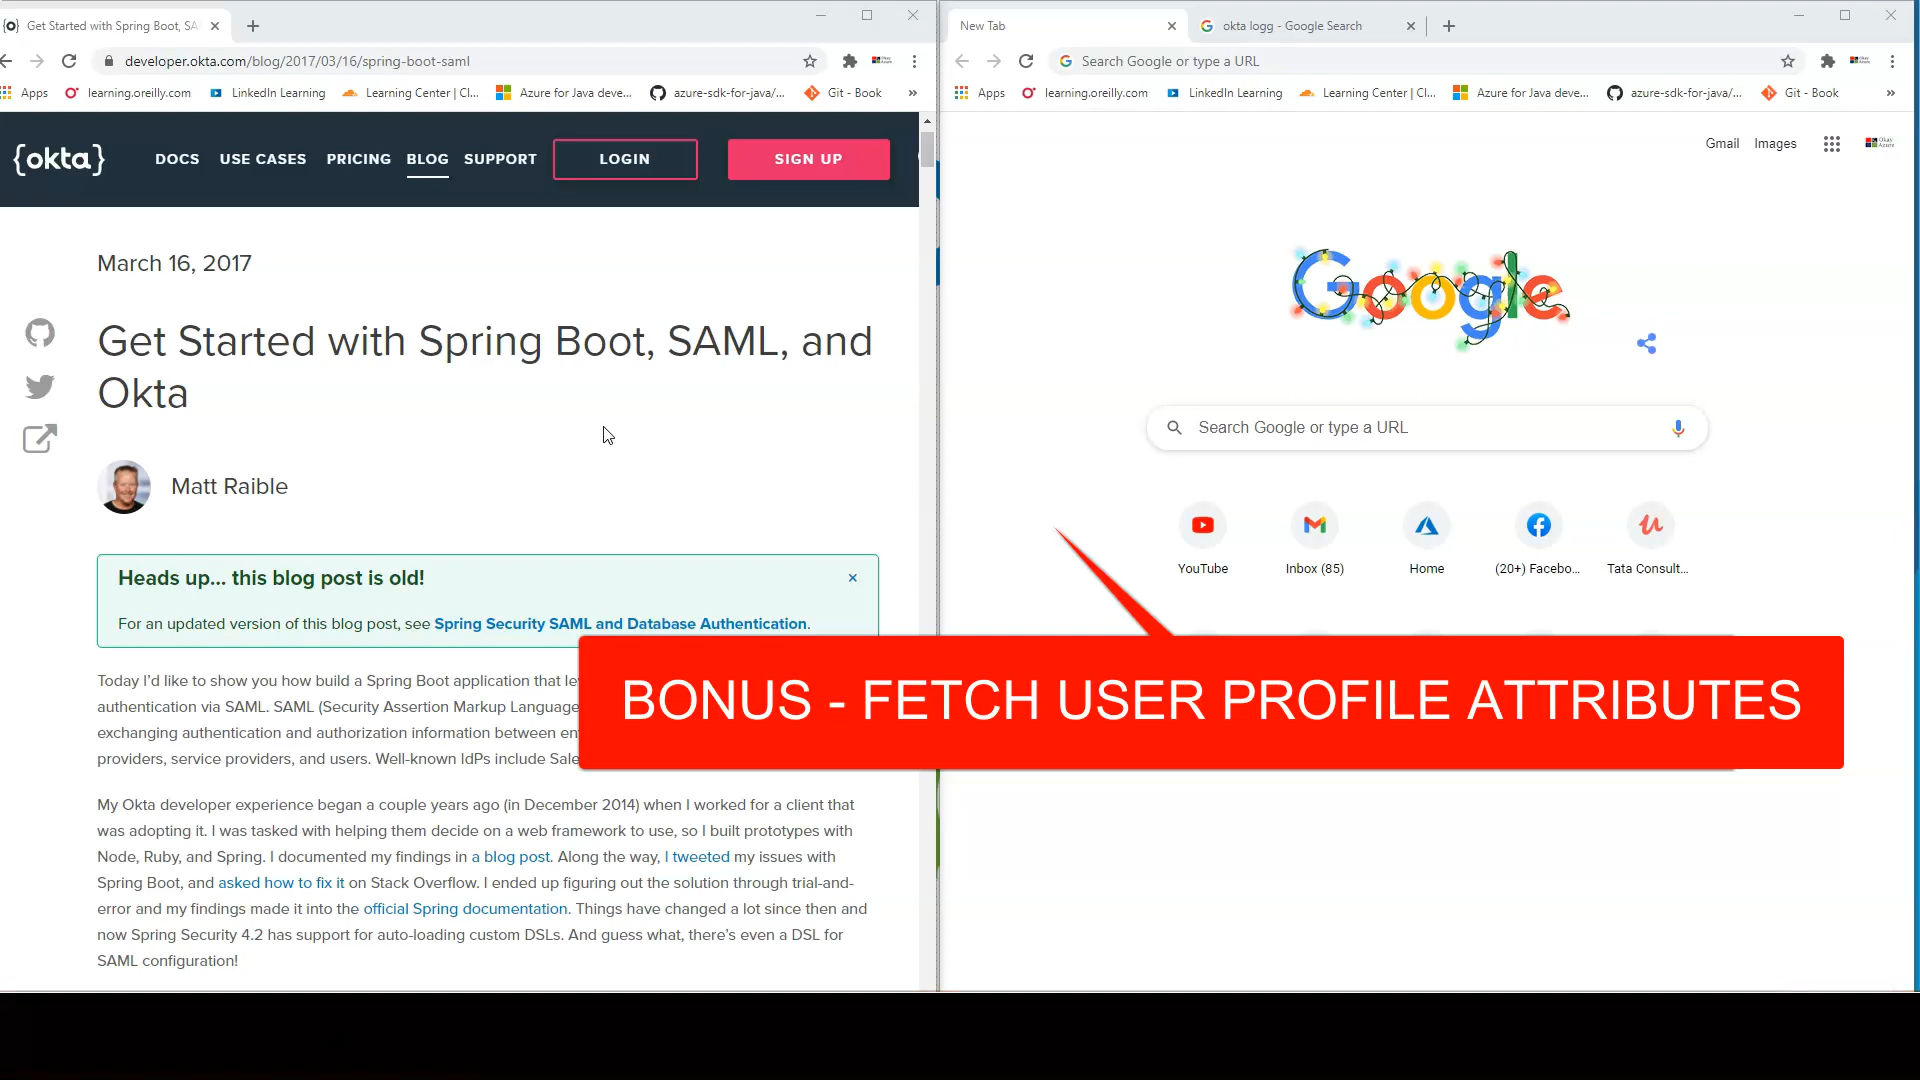 Get Started with Spring Boot, SA
developer.okta.com/blog/2017/03/16/spring-boot-saml
Apps learning.oreilly.com LinkedIn Learning Learning Center | Cl... Azure for Java deve... azure-sdk-for-java/... Git - Book »
{okta} DOCS USE CASES PRICING BLOG SUPPORT LOGIN SIGN UP
March 16, 2017
Get Started with Spring Boot, SAML, and
Okta
Matt Raible
Heads up... this blog post is old!
For an updated version of this blog post, see Spring Security SAML and Database Authentication.
Today I'd like to show you how build a Spring Boot application that le
authentication via SAML. SAML (Security Assertion Markup Language
exchanging authentication and authorization information between en
providers, service providers, and users. Well-known IdPs include Sale
My Okta developer experience began a couple years ago (in December 2014) when I worked for a client that
was adopting it. I was tasked with helping them decide on a web framework to use, so I built prototypes with
Node, Ruby, and Spring. I documented my findings in a blog post. Along the way, I tweeted my issues with
Spring Boot, and asked how to fix it on Stack Overflow. I ended up figuring out the solution through trial-and-
error and my findings made it into the official Spring documentation. Things have changed a lot since then and
now Spring Security 4.2 has support for auto-loading custom DSLs. And guess what, there's even a DSL for
SAML configuration!
New Tab okta logg - Google Search
Search Google or type a URL
Apps learning.oreilly.com LinkedIn Learning Learning Center | Cl... Azure for Java deve... azure-sdk-for-java/... Git - Book »
Gmail Images
Google
Search Google or type a URL
YouTube Inbox (85) Home (20+) Facebo... Tata Consult...
BONUS - FETCH USER PROFILE ATTRIBUTES